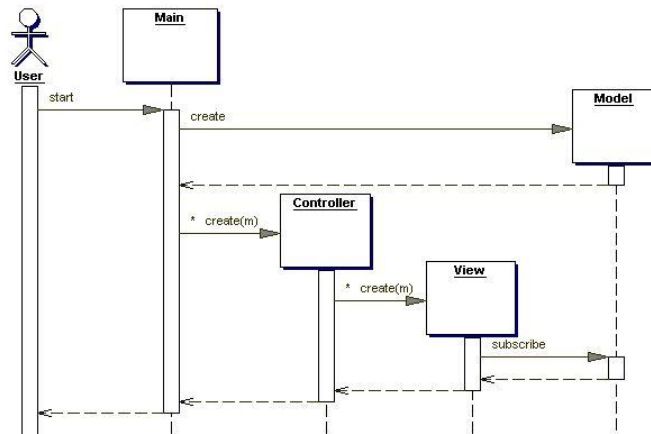 Main
User
start
Model
create
Controller
* create(m)
View
* create(m)
subscribe